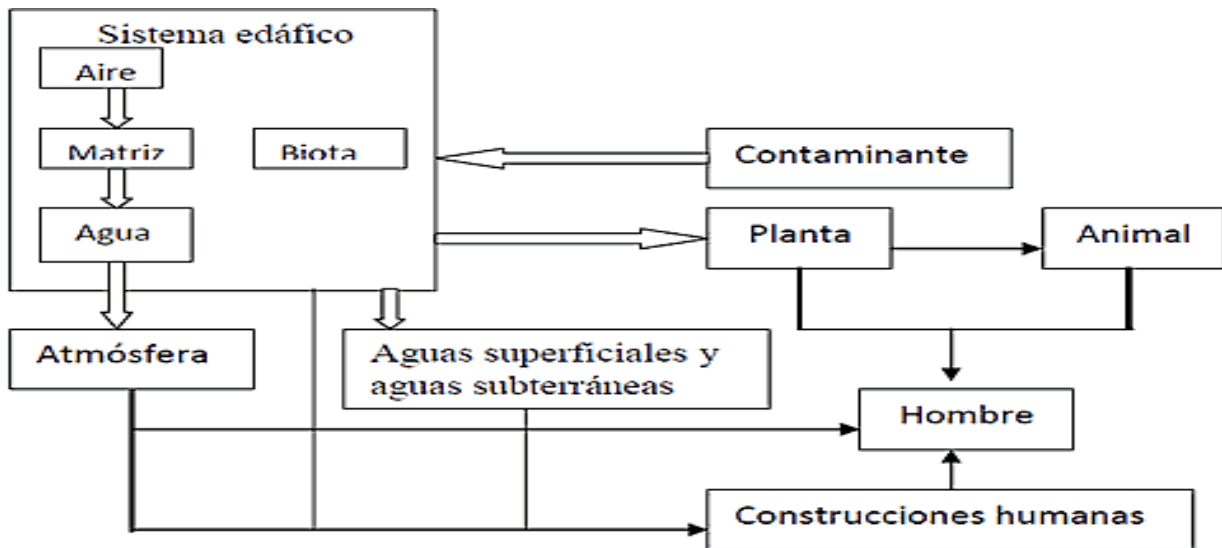 Sistema edáfico
Aire
Matriz
Biota
Contaminante
Agua
Planta
Animal
Atmósfera
Aguas superficiales y
aguas subterráneas
Hombre
Construcciones humanas